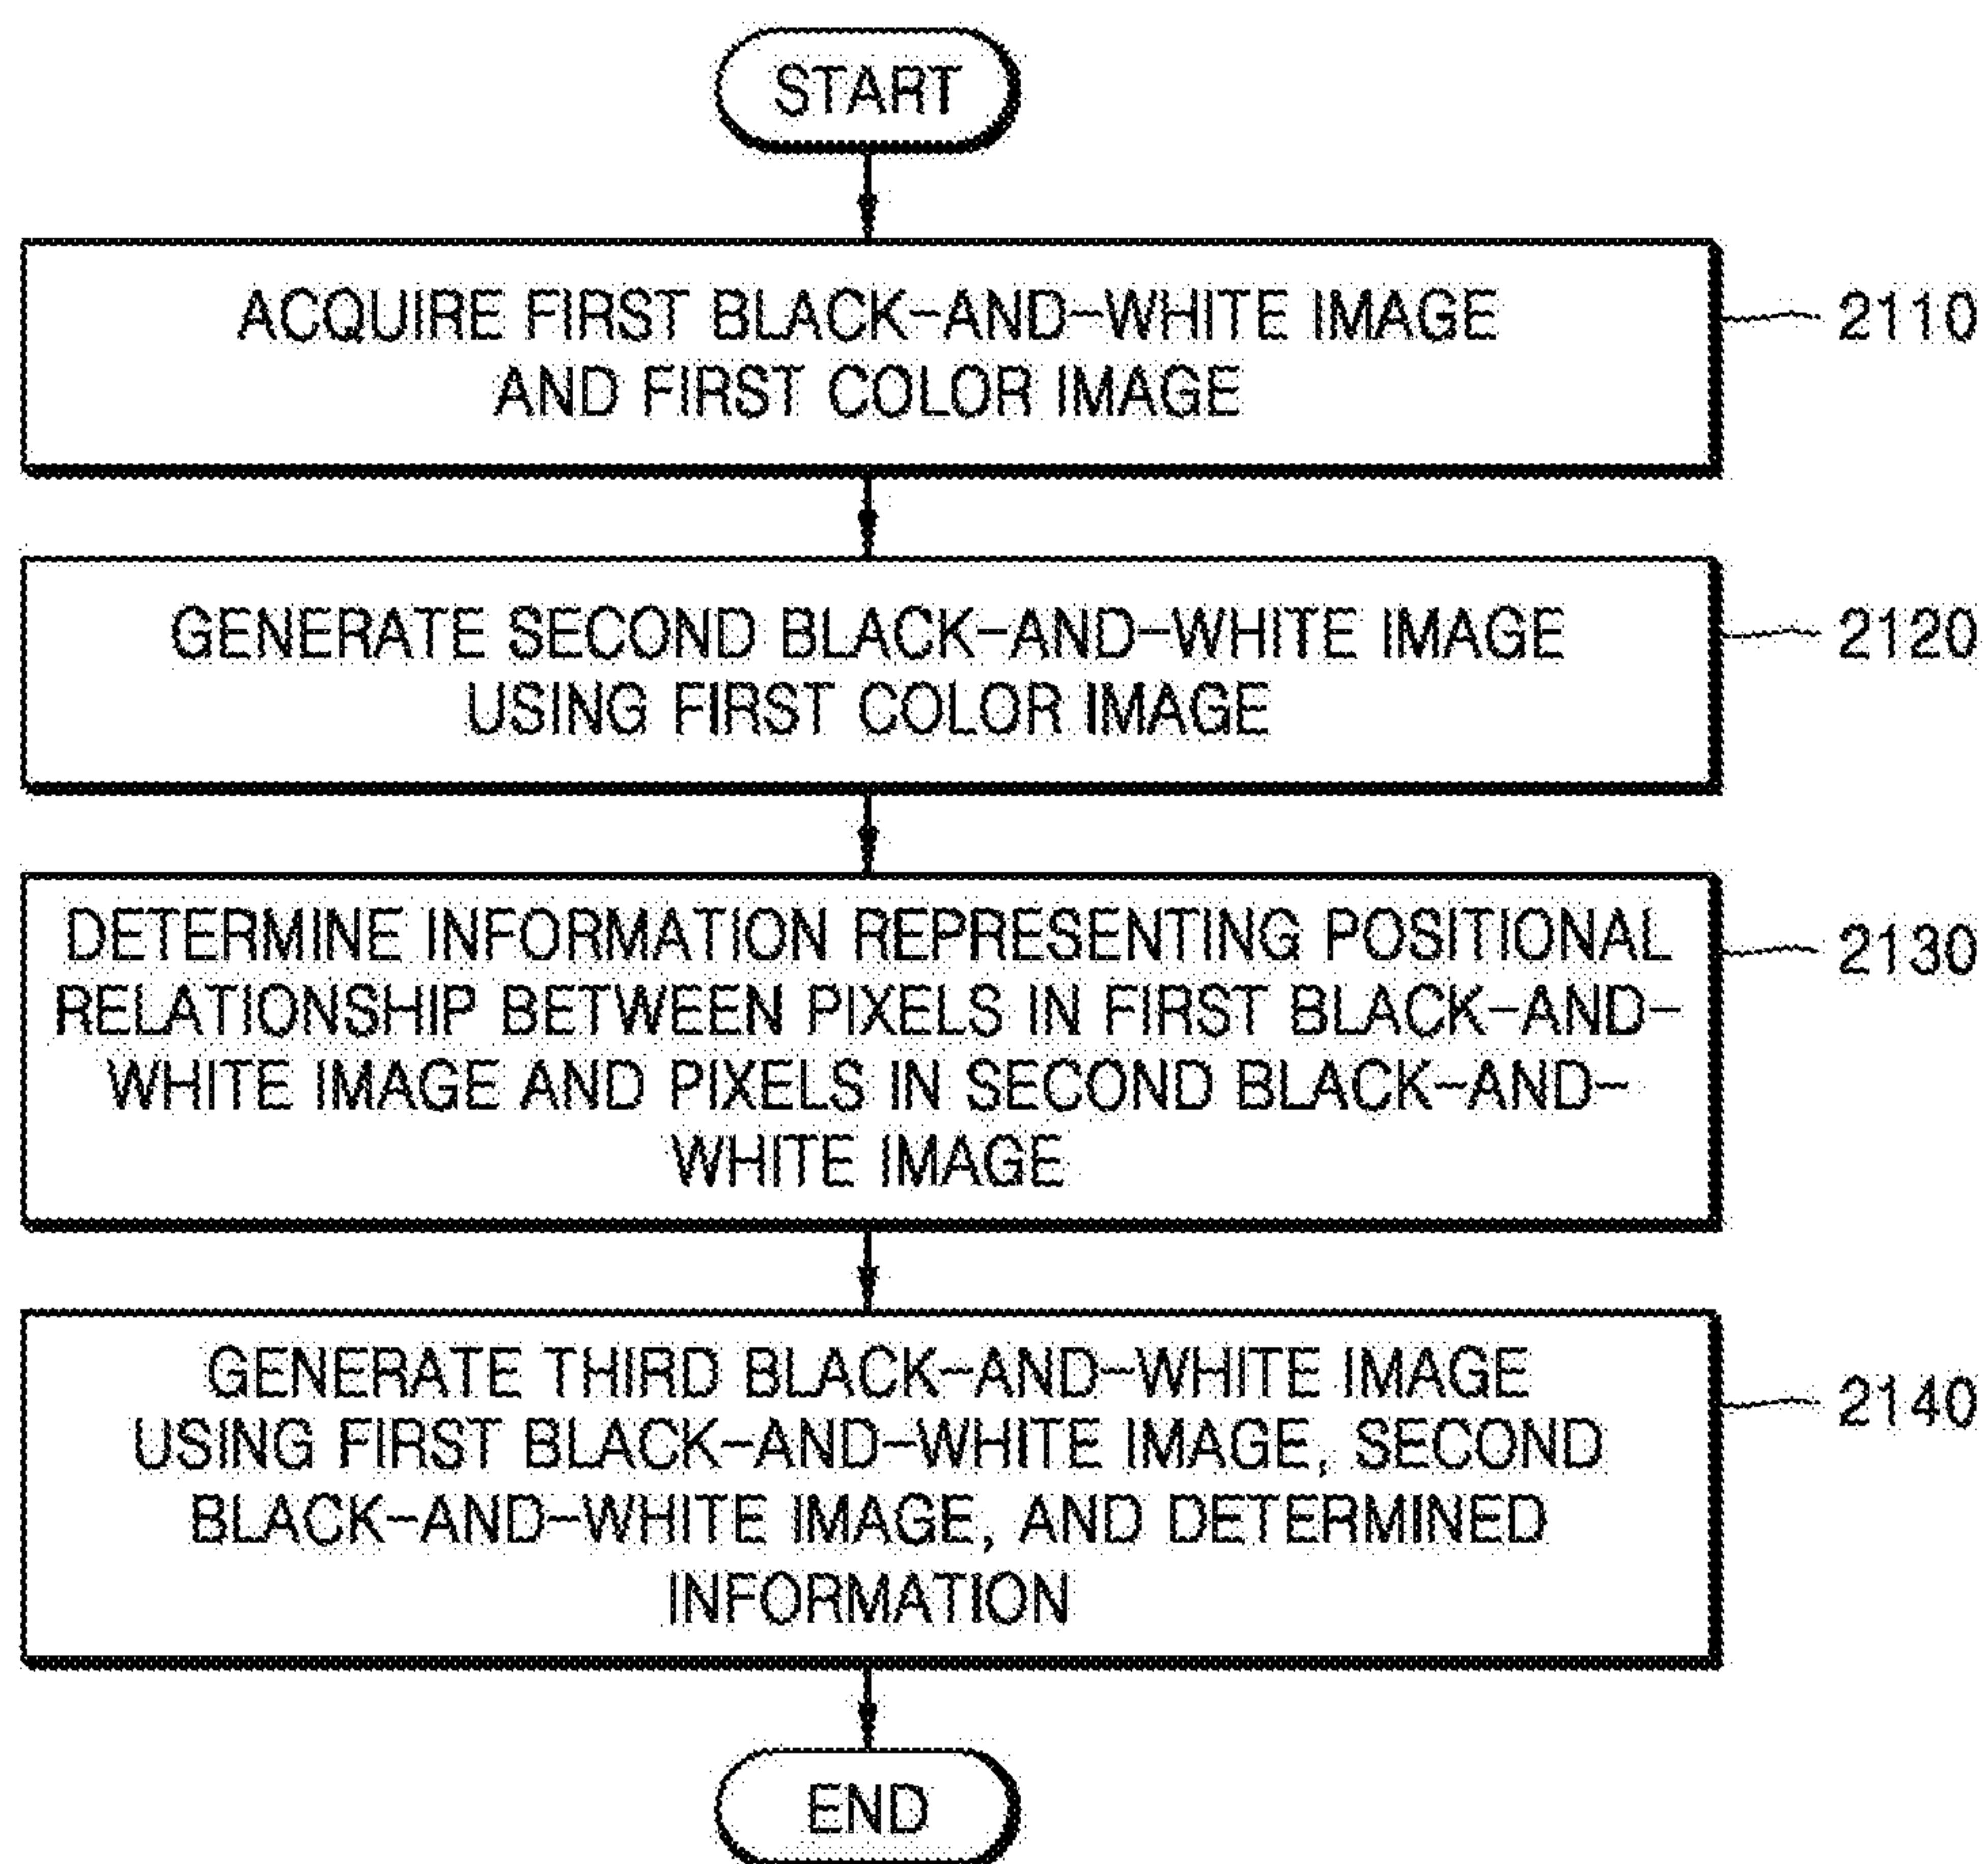 START
ACQUIRE FIRST BLACK-AND-WHITE IMAGE
AND FIRST COLOR IMAGE
2110
GENERATE SECOND BLACK-AND-WHITE IMAGE
USING FIRST COLOR IMAGE
2120
DETERMINE INFORMATION REPRESENTING POSITIONAL
RELATIONSHIP BETWEEN PIXELS IN FIRST BLACK-AND-
WHITE IMAGE AND PIXELS IN SECOND BLACK-AND-
WHITE IMAGE
2130
GENERATE THIRD BLACK-AND-WHITE IMAGE
USING FIRST BLACK-AND-WHITE IMAGE, SECOND
BLACK-AND-WHITE IMAGE, AND DETERMINED
INFORMATION
2140
END